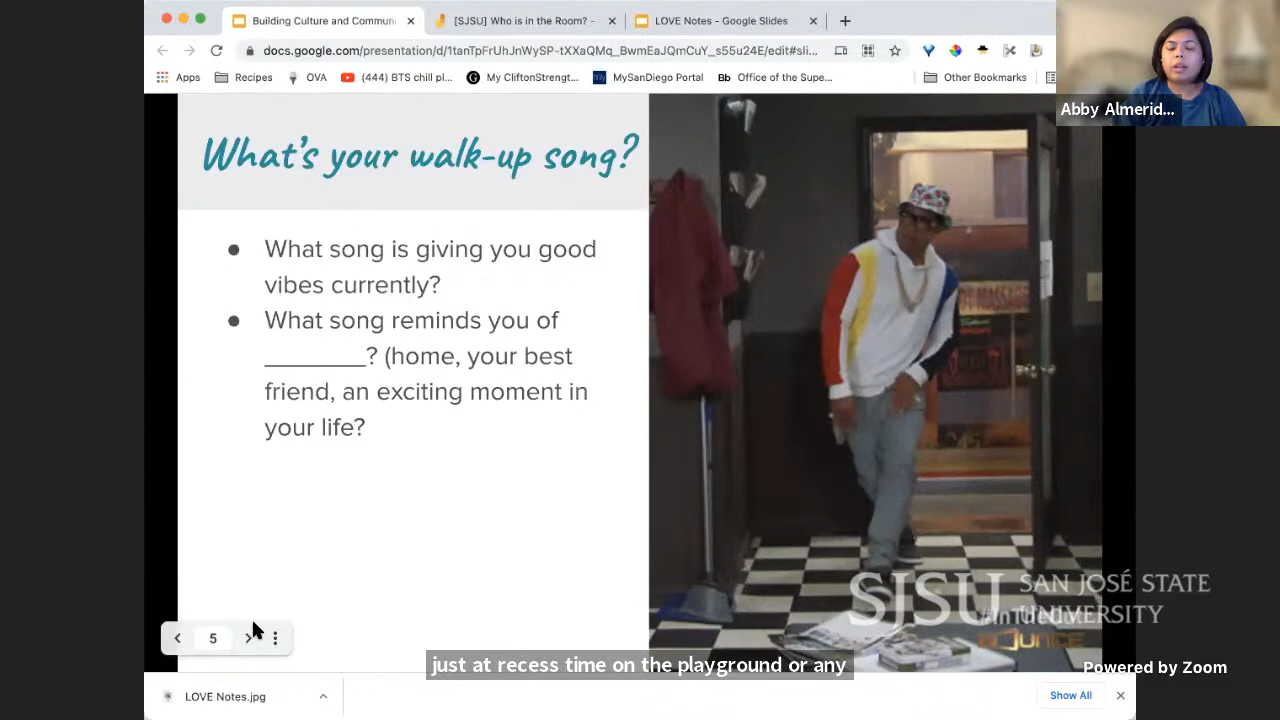 Building Culture and Commun
[SJSU] Who is in the Room? -
LOVE Notes - Google Slides
docs.google.com/presentation/d/1tanTpFrUhJnWySP-tXXaQMq_BwmEaJQmCuY_s55u24E/edit#sli...
Apps
Recipes
OVA
(444) BTS chill pl...
My CliftonStrengt...
MySanDiego Portal
Bb Office of the Supe...
Other Bookmarks
Abby Almerid...
What's your walk-up song?
● What song is giving you good
vibes currently?
● What song reminds you of
________? (home, your best
friend, an exciting moment in
your life?
SJSU SAN JOSÉ STATE
UNIVERSITY
BOUNCE
5
just at recess time on the playground or any
Powered by Zoom
LOVE Notes.jpg
Show All